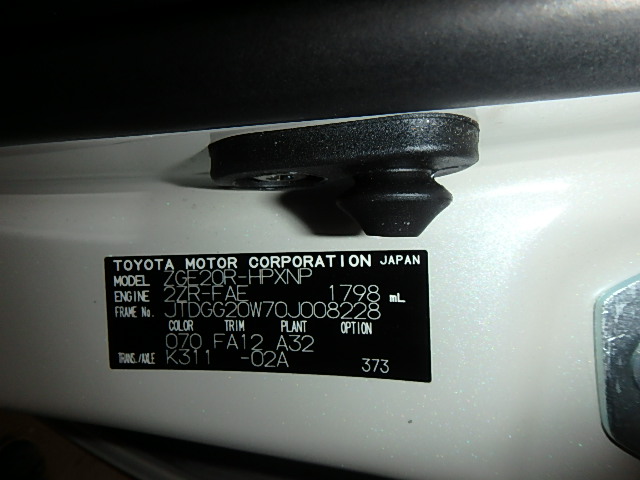 TOYOTA MOTOR CORPORATION JAPAN
MODEL ZGE20R-HPXNP
ENGINE 2ZR-FAE 1798 mL
FRAME No. JTDGG20W70J008228
COLOR TRIM PLANT OPTION
070 FA12 A32
TRANS./AXLE K311 -02A 373